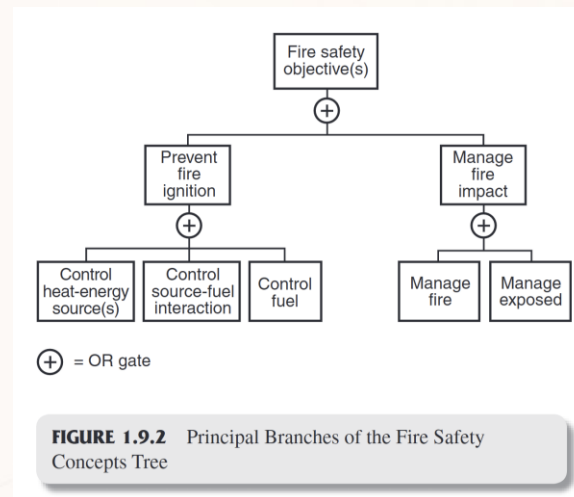 Fire safety
objective(s)
+
Prevent
fire
ignition
Manage
fire
impact
+
+
Control
heat-energy
source(s)
Control
source-fuel
interaction
Control
fuel
Manage
fire
Manage
exposed
+ = OR gate
FIGURE 1.9.2 Principal Branches of the Fire Safety
Concepts Tree